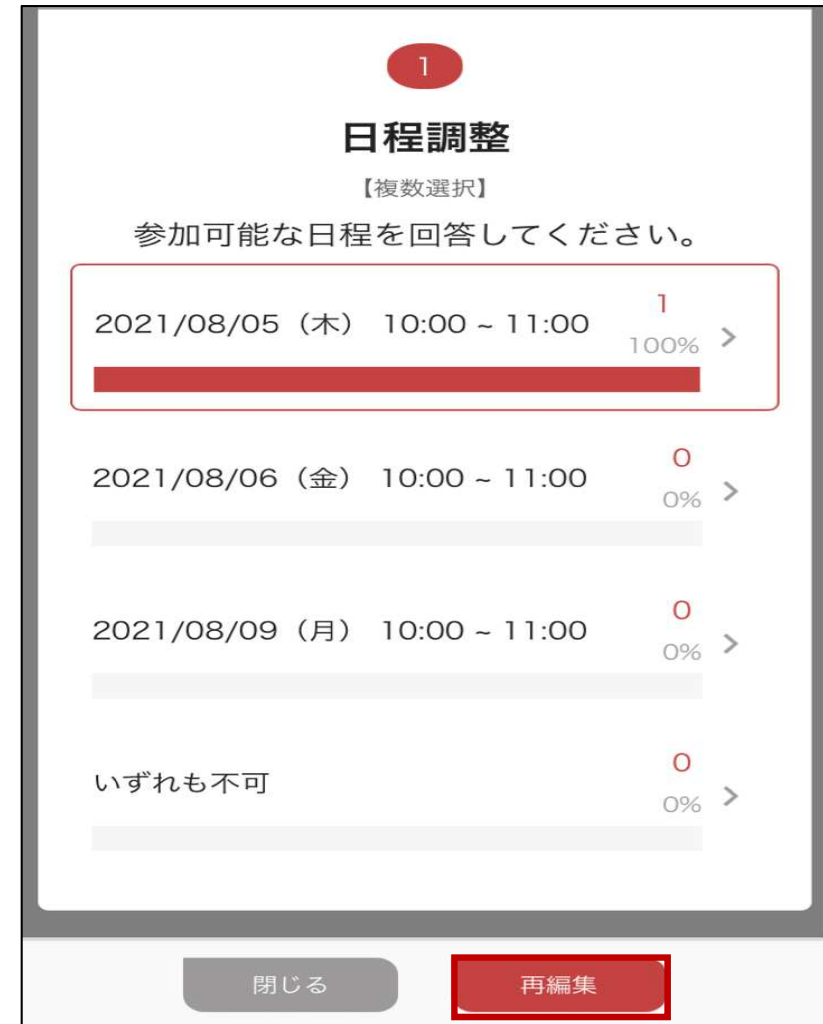 1
日程調整
【複数選択】
参加可能な日程を回答してください。
2021/08/05（木） 10:00 ~ 11:00
1
100%
2021/08/06（金） 10:00 ~ 11:00
0
0%
2021/08/09（月） 10:00 ~ 11:00
0
0%
いずれも不可
0
0%
閉じる
再編集